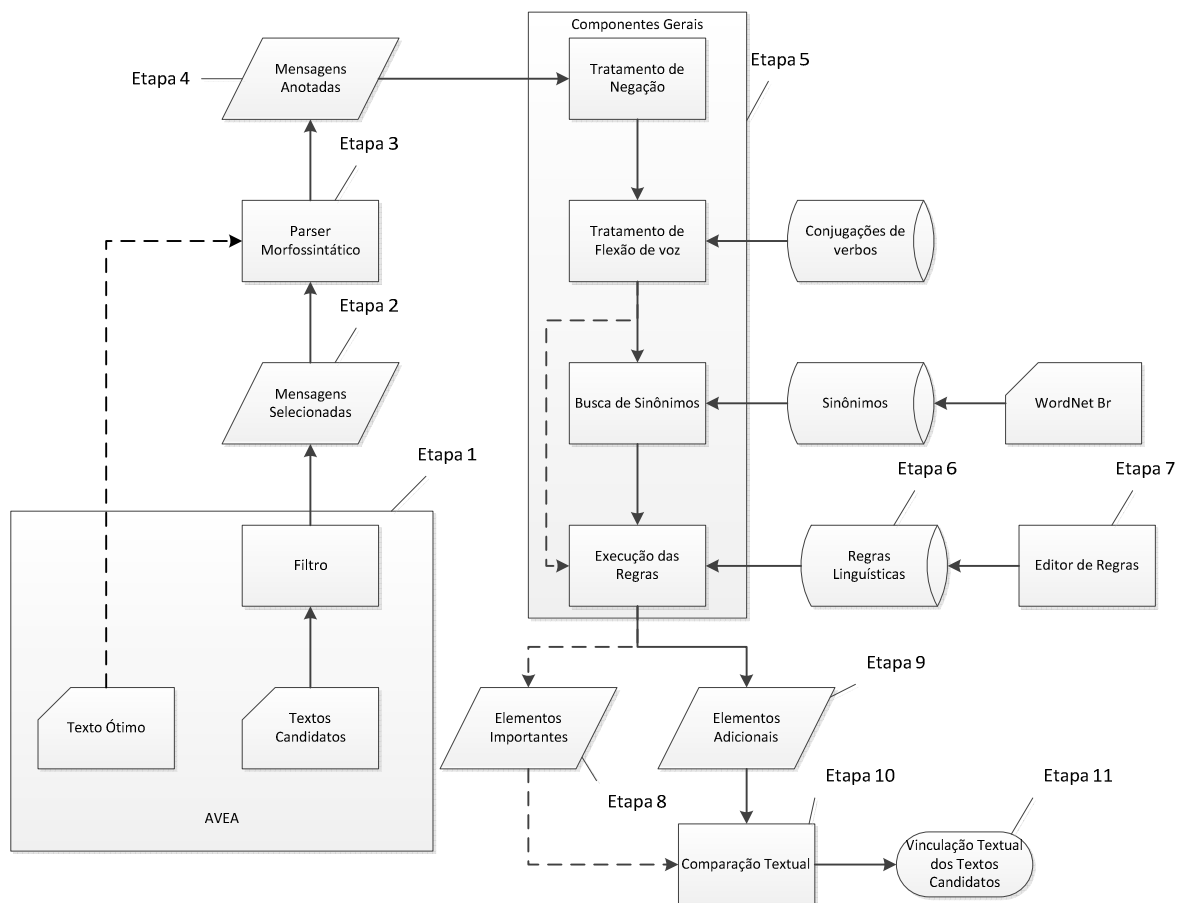 Componentes Gerais
Etapa 4
Mensagens
Anotadas
Tratamento de
Negação
Etapa 5
Etapa 3
Parser
Morfossintático
Tratamento de
Flexão de voz
Conjugações de
verbos
Etapa 2
Mensagens
Selecionadas
Busca de Sinônimos
Sinônimos
WordNet Br
Etapa 1
Etapa 6
Etapa 7
Filtro
Execução das
Regras
Regras
Linguísticas
Editor de Regras
Etapa 9
Texto Ótimo
Textos
Candidatos
Elementos
Importantes
Elementos
Adicionais
Etapa 8
Etapa 10
Etapa 11
AVEA
Comparação Textual
Vinculação Textual
dos Textos
Candidatos